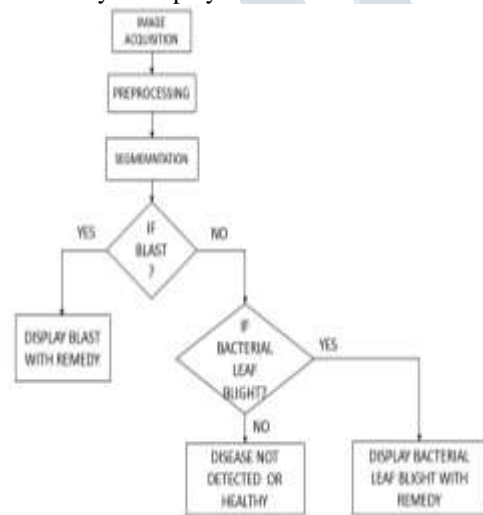 IMAGE
ACQUISITION
PREPROCESSING
SEGMEVNTATION
YES
IF
BLAST
?
NO
DISPLAY BLAST
WITH REMEDY
IF
BACTERIAL
LEAF
BLIGHT?
YES
NO
DISEASE NOT
DETECTED OR
HEALTHY
DISPLAY BACTERIAL
LEAF BLIGHT WITH
REMEDY